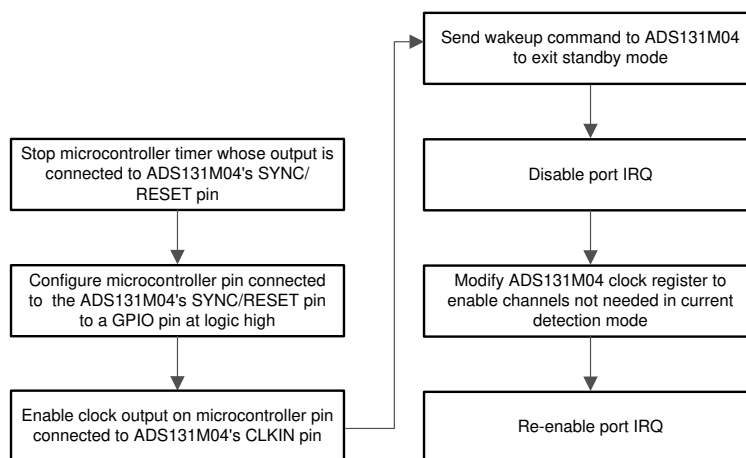 Stop microcontroller timer whose output is
connected to ADS131M04's SYNC/
RESET pin
Configure microcontroller pin connected
to the ADS131M04's SYNC/RESET pin
to a GPIO pin at logic high
Enable clock output on microcontroller pin
connected to ADS131M04's CLKIN pin
Send wakeup command to ADS131M04
to exit standby mode
Disable port IRQ
Modify ADS131M04 clock register to
enable channels not needed in current
detection mode
Re-enable port IRQ